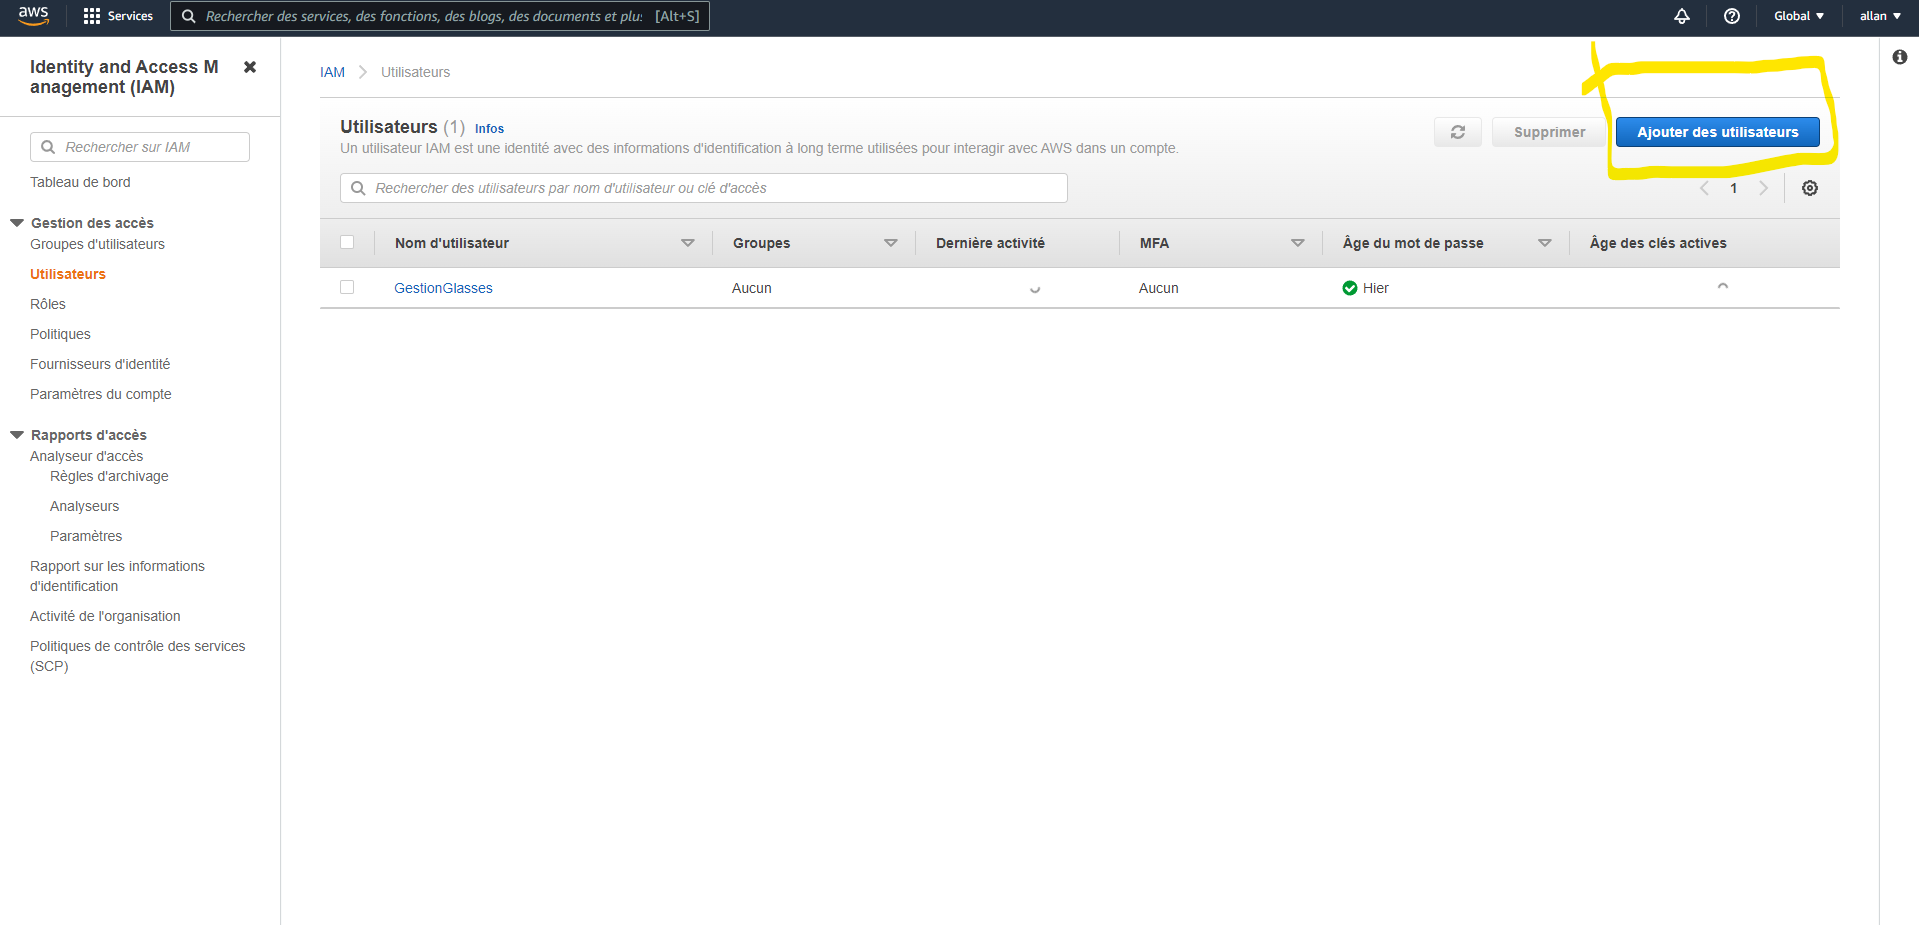 aws
Services
Rechercher des services, des fonctions, des blogs, des documents et plu: [Alt+S]
Global
allan
Identity and Access M
anagement (IAM)
Rechercher sur IAM
Tableau de bord
Gestion des accès
Groupes d'utilisateurs
Utilisateurs
Rôles
Politiques
Fournisseurs d'identité
Paramètres du compte
Rapports d'accès
Analyseur d'accès
Règles d'archivage
Analyseurs
Paramètres
Rapport sur les informations
d'identification
Activité de l'organisation
Politiques de contrôle des services
(SCP)
IAM Utilisateurs
Utilisateurs (1) Infos
Un utilisateur IAM est une identité avec des informations d'identification à long terme utilisées pour interagir avec AWS dans un compte.
Supprimer
Ajouter des utilisateurs
Rechercher des utilisateurs par nom d'utilisateur ou clé d'accès
1
Nom d'utilisateur Groupes Dernière activité MFA Âge du mot de passe Âge des clés actives
GestionGlasses Aucun Aucun Hier